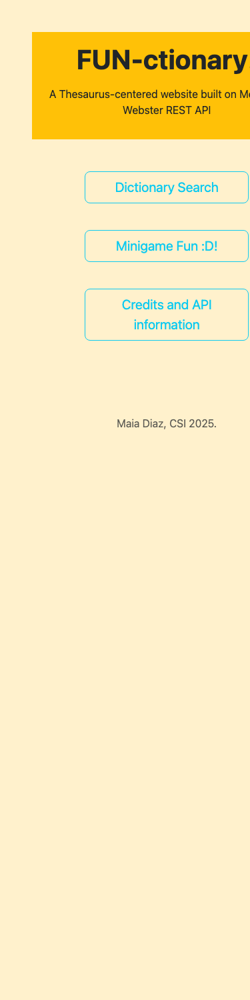 FUN-ctionary
A Thesaurus-centered website built on
Webster REST API
Dictionary Search
Minigame Fun :D!
Credits and API
information
Maia Diaz, CSI 2025.